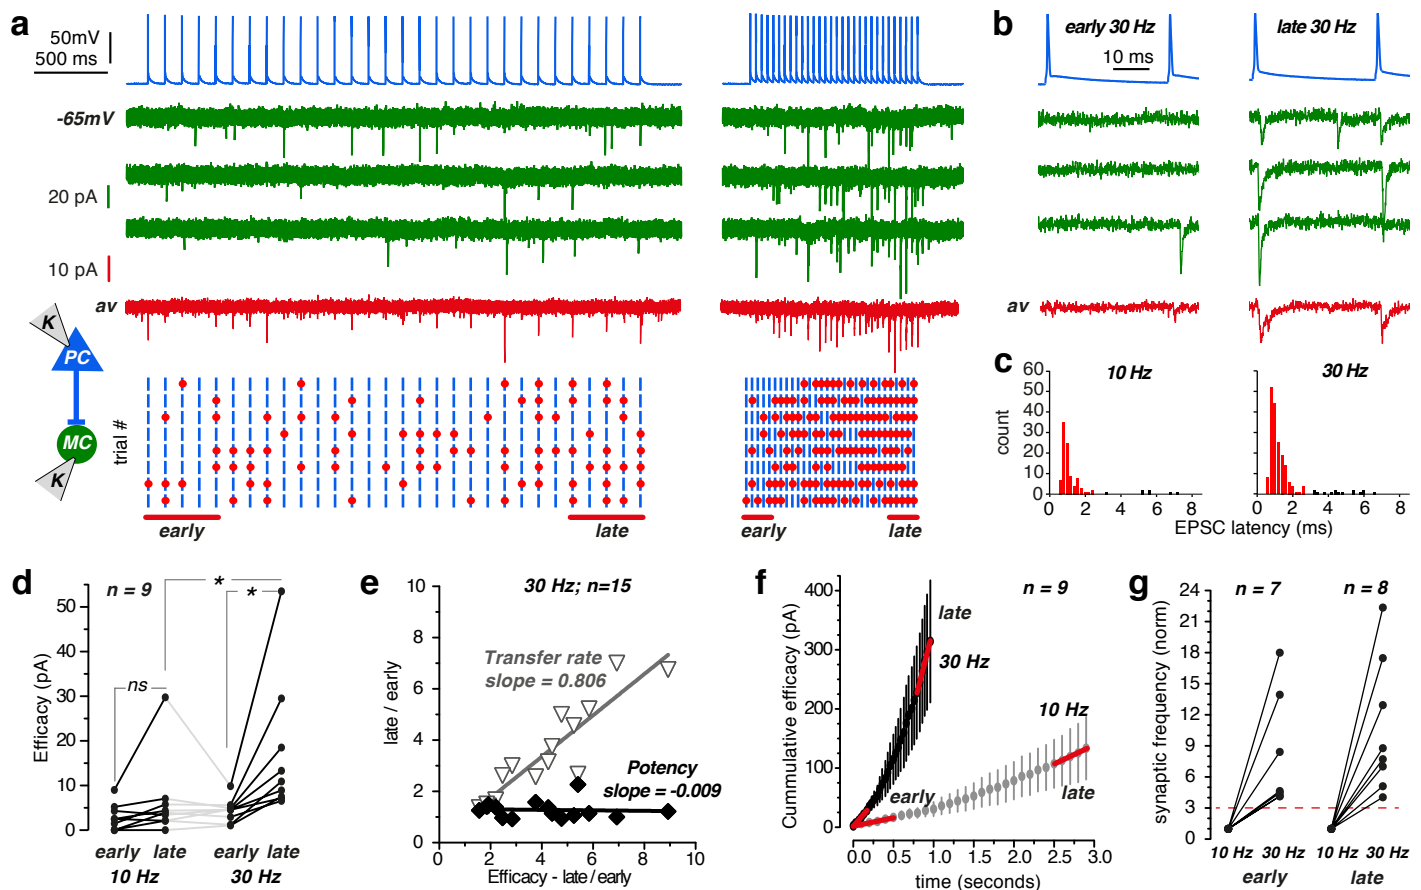 a
50mV
500 ms
-65mV
20 pA
10 pA
av
K
PC
MC
K
trial #
early
late
early
late
b
early 30 Hz
late 30 Hz
10 ms
av
c
10 Hz
30 Hz
count
60
50
40
30
20
10
0
0 2 4 6 8
0 2 4 6 8
EPSC latency (ms)
d
n = 9
*
*
ns
Efficacy (pA)
50
40
30
20
10
0
early late early late
10 Hz 30 Hz
e
30 Hz; n=15
Transfer rate
slope = 0.806
Potency
slope = -0.009
late / early
10
8
6
4
2
0
0 2 4 6 8 10
Efficacy - late / early
f
n = 9
late
30 Hz
10 Hz
early
late
Cummulative efficacy (pA)
400
300
200
100
0
0.0 0.5 1.0 1.5 2.0 2.5 3.0
time (seconds)
g
n = 7
n = 8
synaptic frequency (norm)
24
21
18
15
12
9
6
3
0
10 Hz 30 Hz 10 Hz 30 Hz
early late